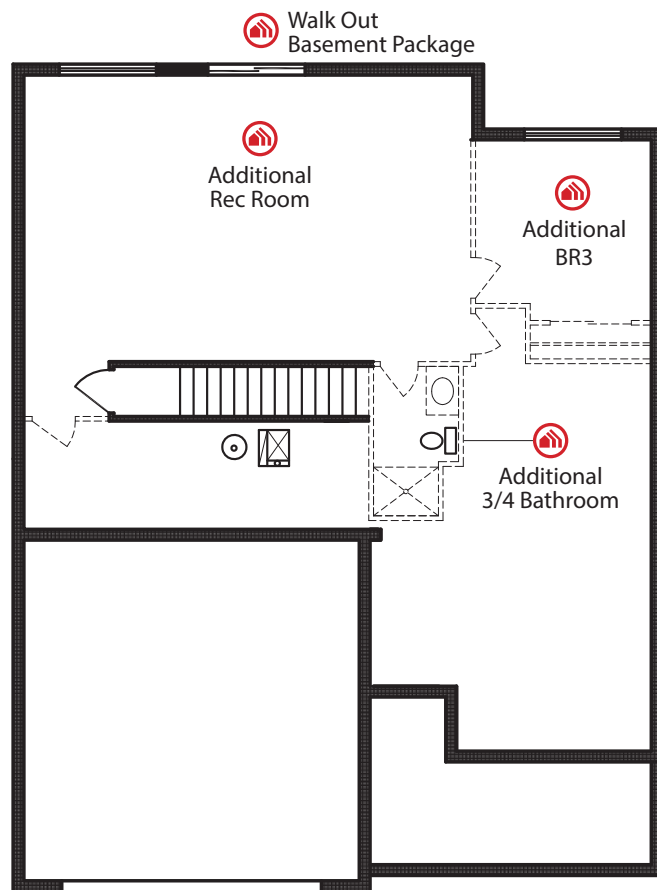 Walk Out
Basement Package
Additional
Rec Room
Additional
BR3
Additional
3/4 Bathroom